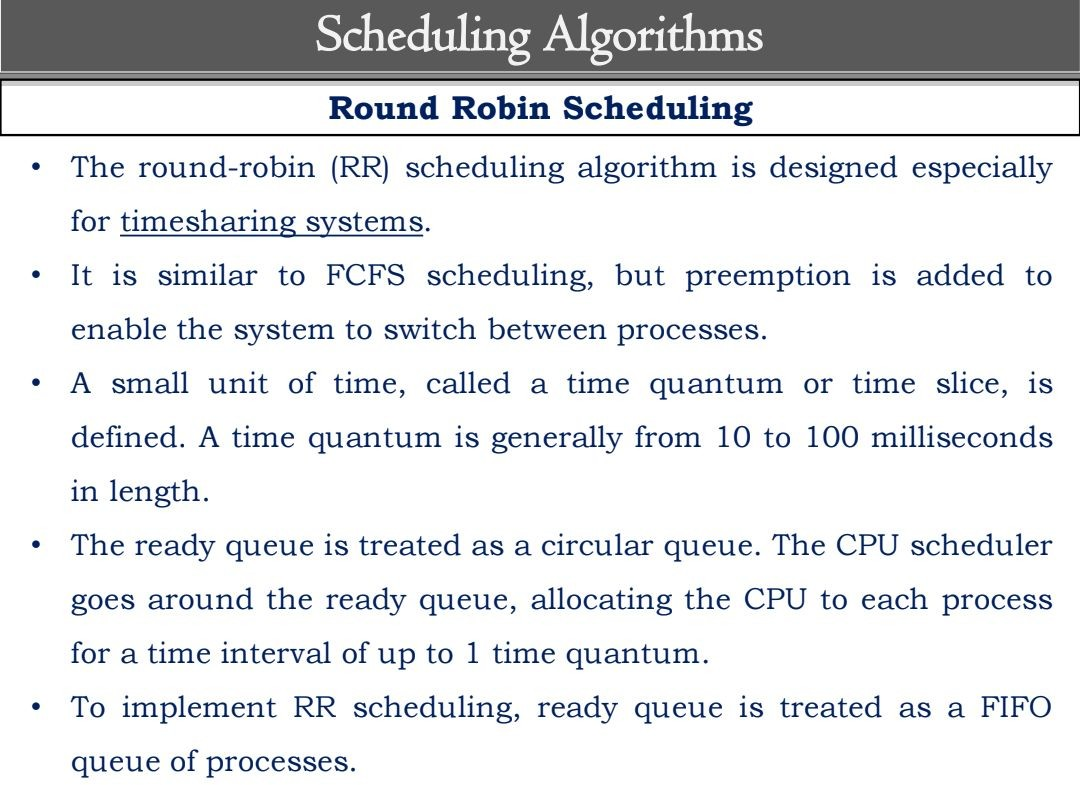 Scheduling Algorithms
Round Robin Scheduling
• The round-robin (RR) scheduling algorithm is designed especially
for timesharing systems.
• It is similar to FCFS scheduling, but preemption is added to
enable the system to switch between processes.
• A small unit of time, called a time quantum or time slice, is
defined. A time quantum is generally from 10 to 100 milliseconds
in length.
• The ready queue is treated as a circular queue. The CPU scheduler
goes around the ready queue, allocating the CPU to each process
for a time interval of up to 1 time quantum.
• To implement RR scheduling, ready queue is treated as a FIFO
queue of processes.